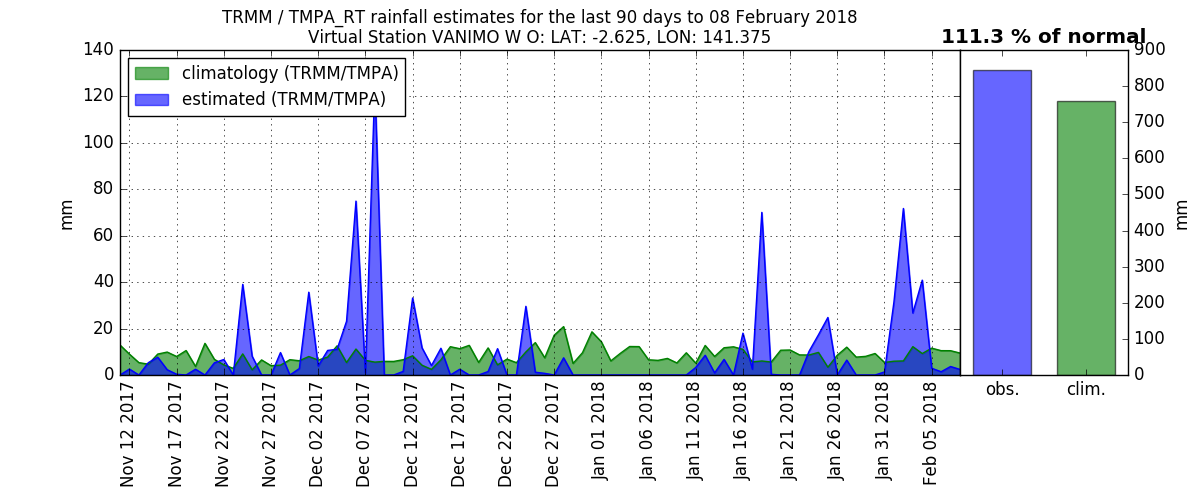 TRMM / TMPA_RT rainfall estimates for the last 90 days to 08 February 2018
Virtual Station VANIMO W O: LAT: -2.625, LON: 141.375
111.3 % of normal
climatology (TRMM/TMPA)
estimated (TRMM/TMPA)
140
120
100
80
60
40
20
0
mm
Nov 12 2017
Nov 17 2017
Nov 22 2017
Nov 27 2017
Dec 02 2017
Dec 07 2017
Dec 12 2017
Dec 17 2017
Dec 22 2017
Dec 27 2017
Jan 01 2018
Jan 06 2018
Jan 11 2018
Jan 16 2018
Jan 21 2018
Jan 26 2018
Jan 31 2018
Feb 05 2018
obs.
clim.
900
800
700
600
500
400
300
200
100
0
mm